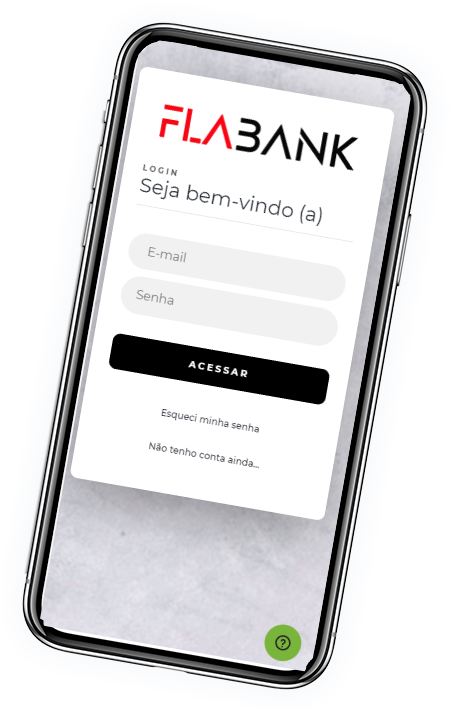 FLABANK
LOGIN
Seja bem-vindo (a)
E-mail
Senha
ACESSAR
Esqueci minha senha
Não tenho conta ainda...
?